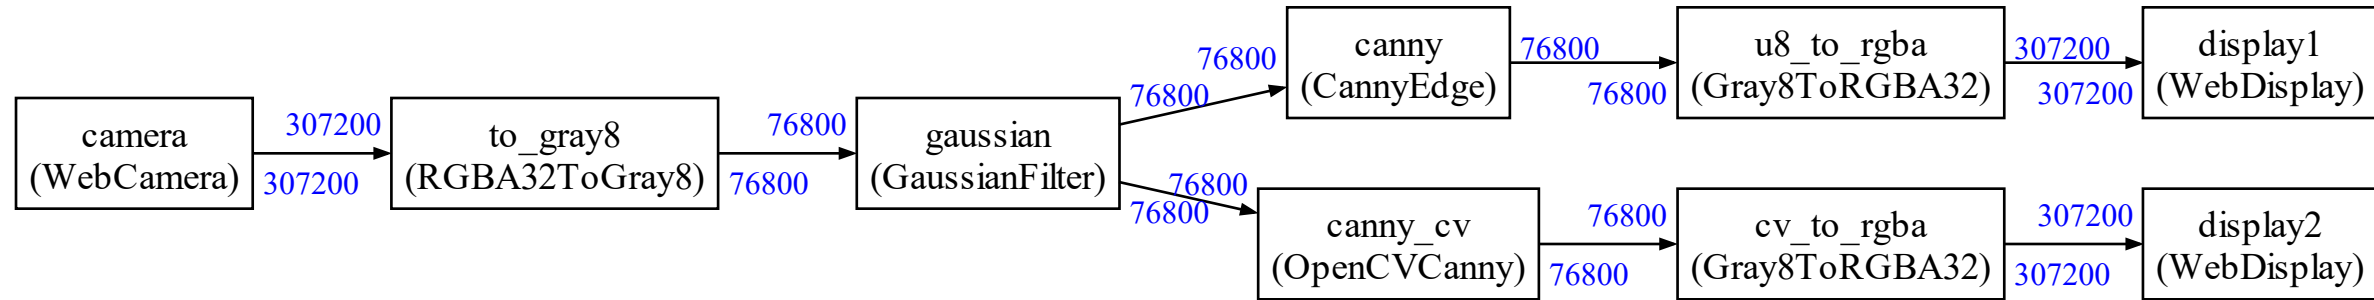 camera
(WebCamera)
307200
307200
to_gray8
(RGBA32ToGray8)
76800
76800
gaussian
(GaussianFilter)
76800
76800
canny
(CannyEdge)
76800
76800
u8_to_rgba
(Gray8ToRGBA32)
307200
307200
display1
(WebDisplay)
76800
76800
canny_cv
(OpenCVCanny)
76800
76800
cv_to_rgba
(Gray8ToRGBA32)
307200
307200
display2
(WebDisplay)